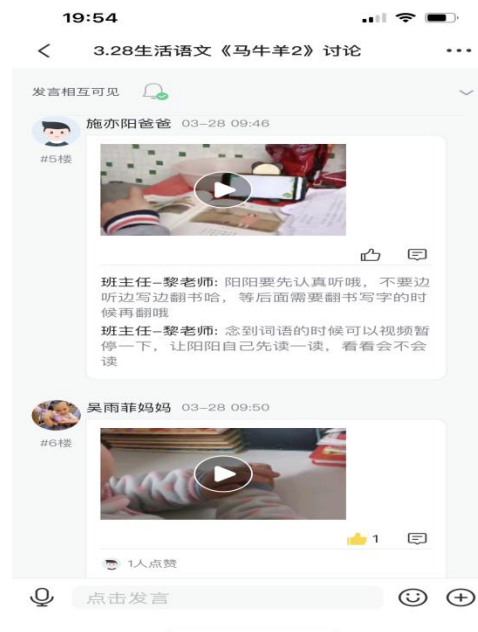 19:54
3.28生活语文《马牛羊2》讨论
发言相互可见
施亦阳爸爸 03-28 09:46
#5楼
班主任-黎老师: 阳阳要先认真听哦，不要边
听边写边翻书哈，等后面需要翻书写字的时
候再翻哦
班主任-黎老师: 念到词语的时候可以视频暂
停一下，让阳阳自己先读一读，看看会不会
读
吴雨菲妈妈 03-28 09:50
#6楼
1
1人点赞
点击发言